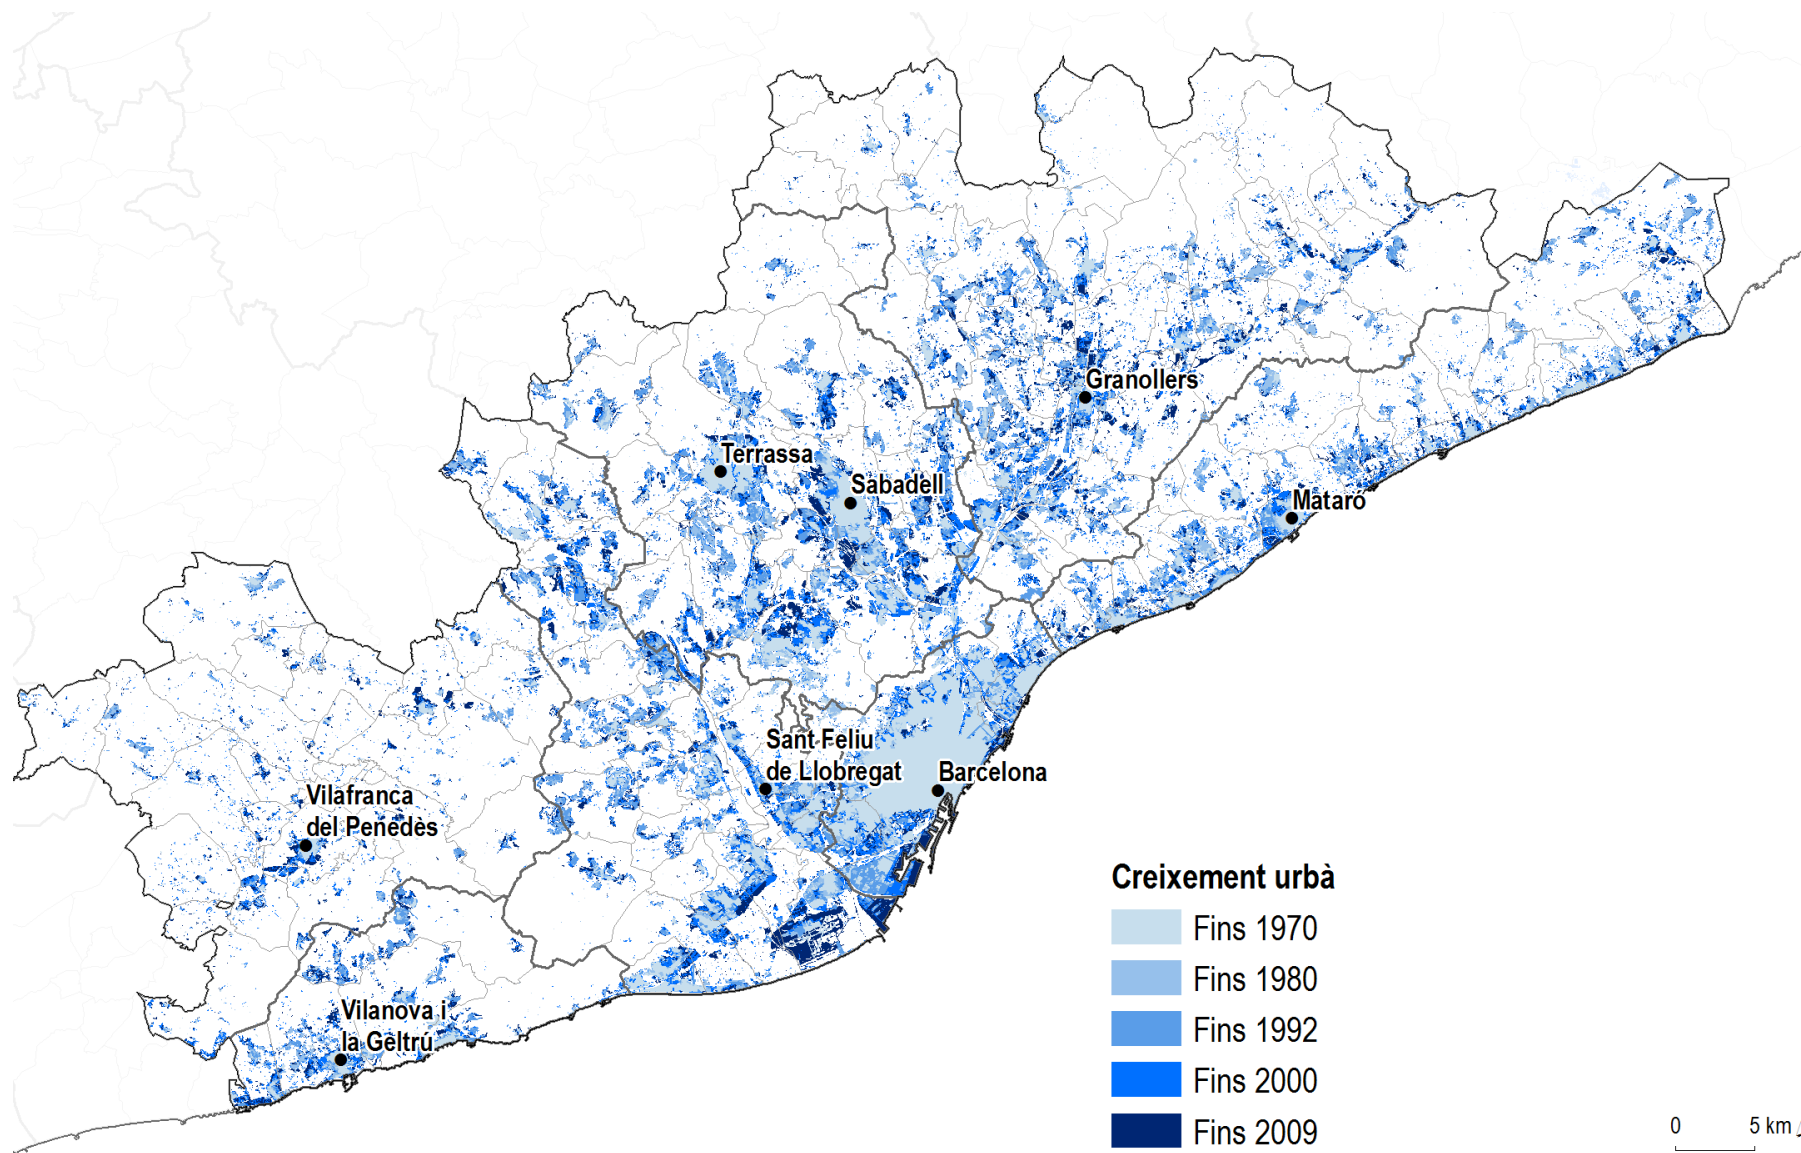 Granollers
Terrassa
Sabadell
Mataró
Sant Feliu
de Llobregat
Barcelona
Vilafranca
del Penedès
Vilanova i
la Geltrú
Creixement urbà
Fins 1970
Fins 1980
Fins 1992
Fins 2000
Fins 2009
0 5 km